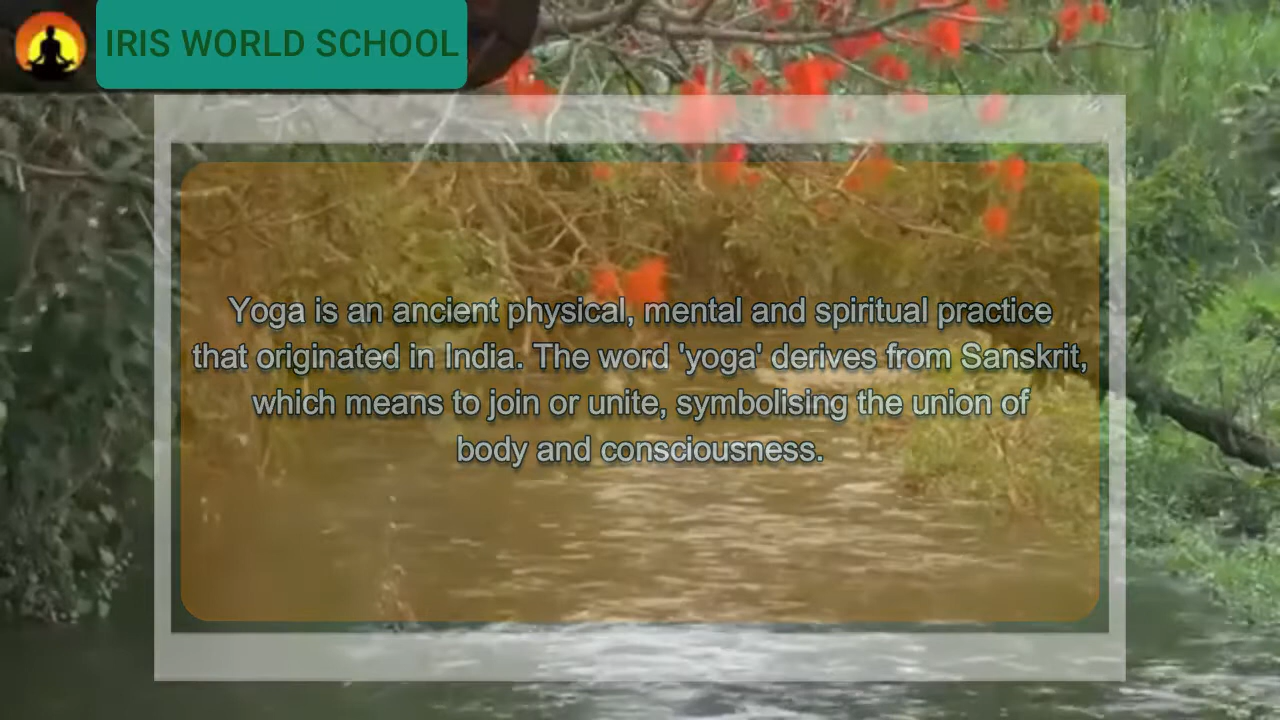 IRIS WORLD SCHOOL
Yoga is an ancient physical, mental and spiritual practice
that originated in India. The word 'yoga' derives from Sanskrit,
which means to join or unite, symbolising the union of
body and consciousness.